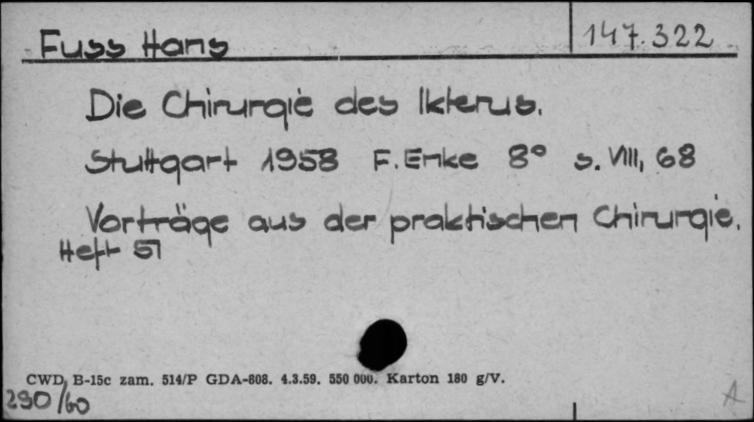 Fuss Hans 147.322
Die Chirurgie des Ikterus.
Stuttgart 1958 F. Enke 8° s. VIII, 68
Vorträge aus der praktischen Chirurgie.
Heft 51
CWD, B-15c zam. 514/P GDA-808. 4.3.59. 550 000. Karton 180 g/V.
290/60 A